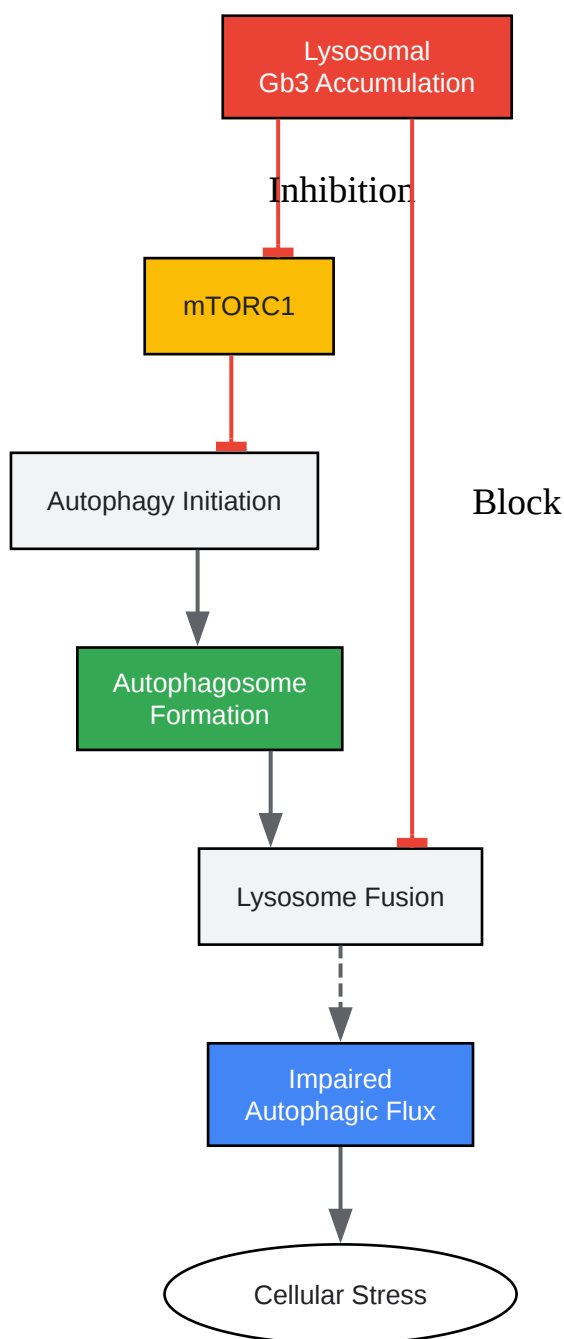 Lysosomal
Gb3 Accumulation
Inhibition
mTORC1
Autophagy Initiation
Block
Autophagosome
Formation
Lysosome Fusion
Impaired
Autophagic Flux
Cellular Stress